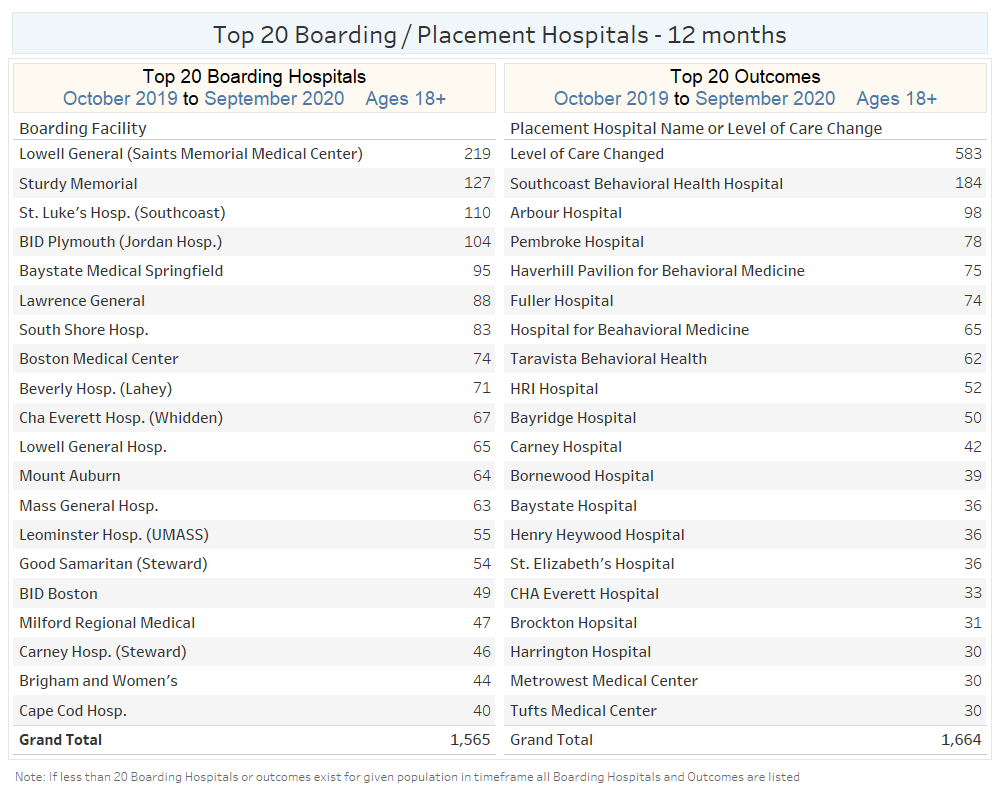 Top 20 Boarding / Placement Hospitals - 12 months
Top 20 Boarding Hospitals
October 2019 to September 2020 Ages 18+
Boarding Facility
Lowell General (Saints Memorial Medical Center) 219
Sturdy Memorial 127
St. Luke's Hosp. (Southcoast) 110
BID Plymouth (Jordan Hosp.) 104
Baystate Medical Springfield 95
Lawrence General 88
South Shore Hosp. 83
Boston Medical Center 74
Beverly Hosp. (Lahey) 71
Cha Everett Hosp. (Whidden) 67
Lowell General Hosp. 65
Mount Auburn 64
Mass General Hosp. 63
Leominster Hosp. (UMASS) 55
Good Samaritan (Steward) 54
BID Boston 49
Milford Regional Medical 47
Carney Hosp. (Steward) 46
Brigham and Women's 44
Cape Cod Hosp. 40
Grand Total 1,565
Top 20 Outcomes
October 2019 to September 2020 Ages 18+
Placement Hospital Name or Level of Care Change
Level of Care Changed 583
Southcoast Behavioral Health Hospital 184
Arbour Hospital 98
Pembroke Hospital 78
Haverhill Pavilion for Behavioral Medicine 75
Fuller Hospital 74
Hospital for Beahavioral Medicine 65
Taravista Behavioral Health 62
HRI Hospital 52
Bayridge Hospital 50
Carney Hospital 42
Bornewood Hospital 39
Baystate Hospital 36
Henry Heywood Hospital 36
St. Elizabeth's Hospital 36
CHA Everett Hospital 33
Brockton Hopsital 31
Harrington Hospital 30
Metrowest Medical Center 30
Tufts Medical Center 30
Grand Total 1,664
Note: If less than 20 Boarding Hospitals or outcomes exist for given population in timeframe all Boarding Hospitals and Outcomes are listed